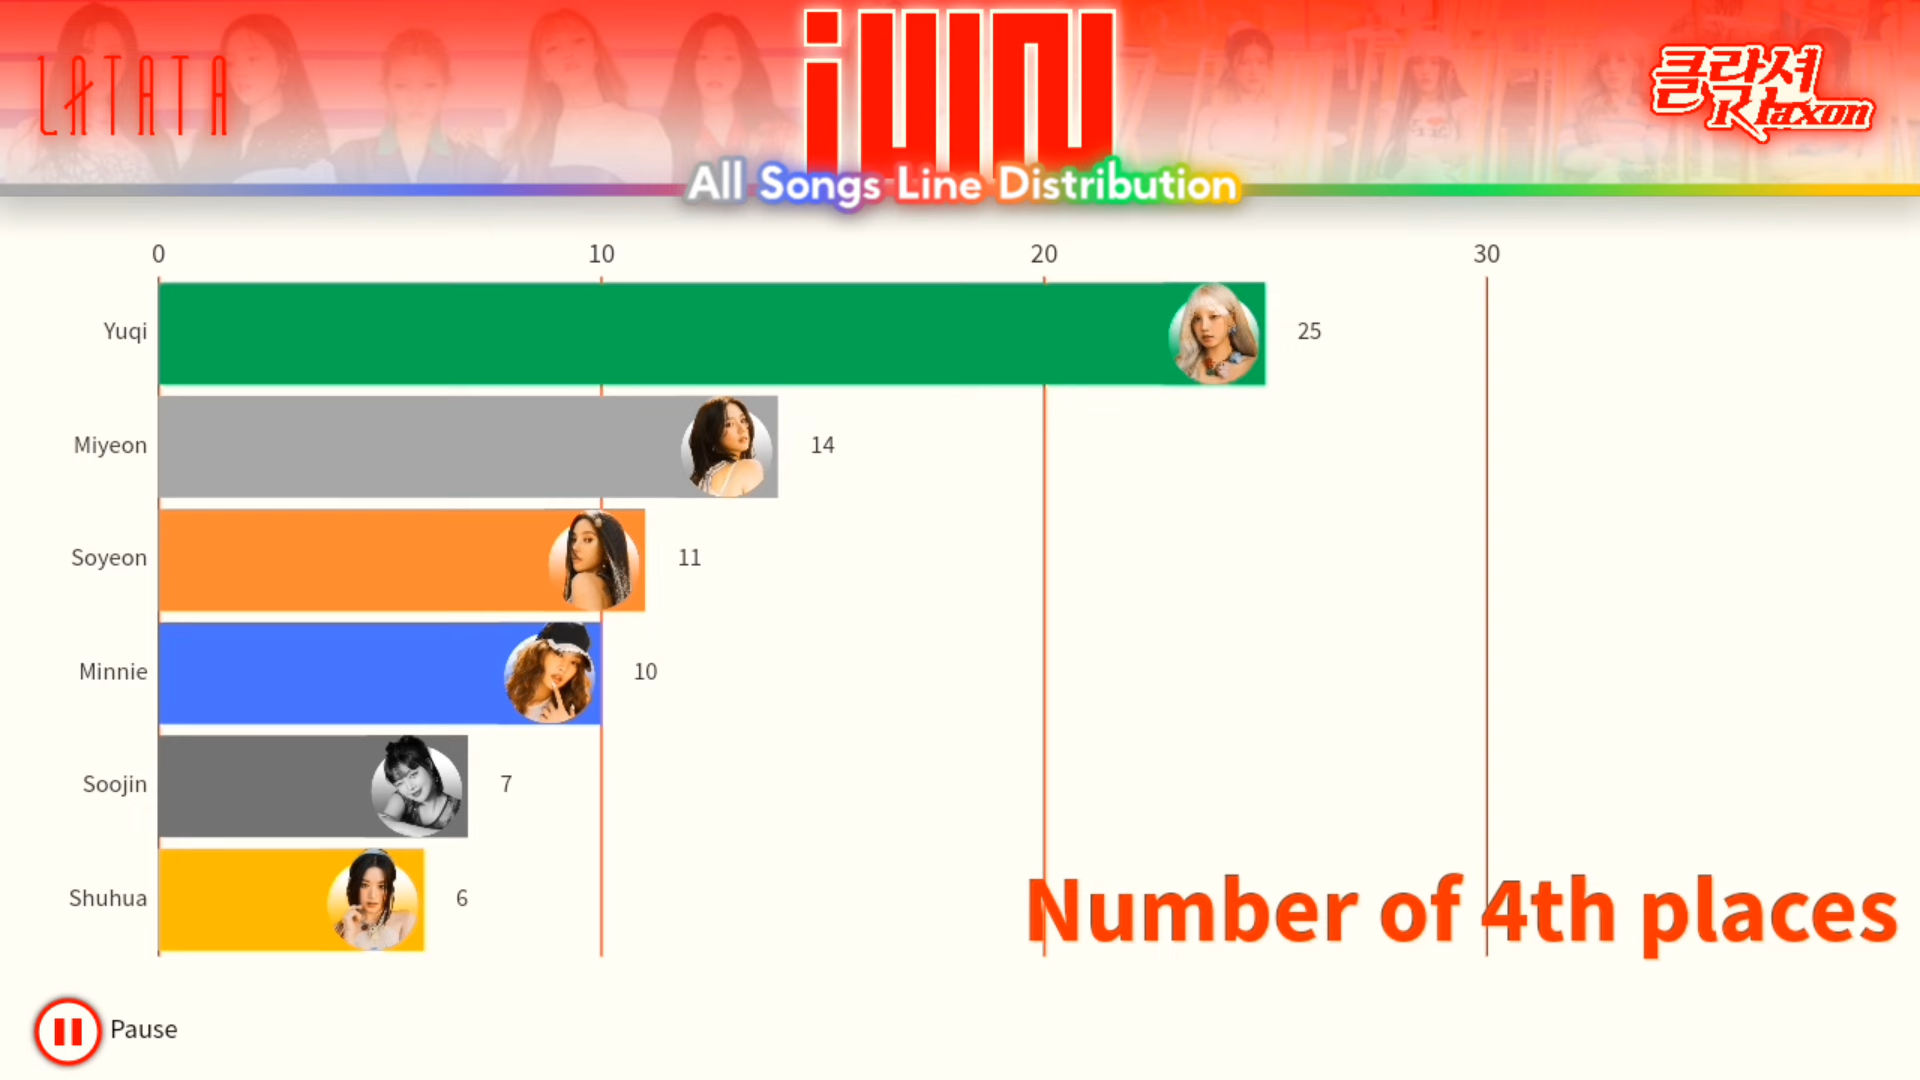 LATATA
클락션
Klaxon
All Songs Line Distribution
0 10 20 30
Yuqi 25
Miyeon 14
Soyeon 11
Minnie 10
Soojin 7
Shuhua 6
Number of 4th places
Pause